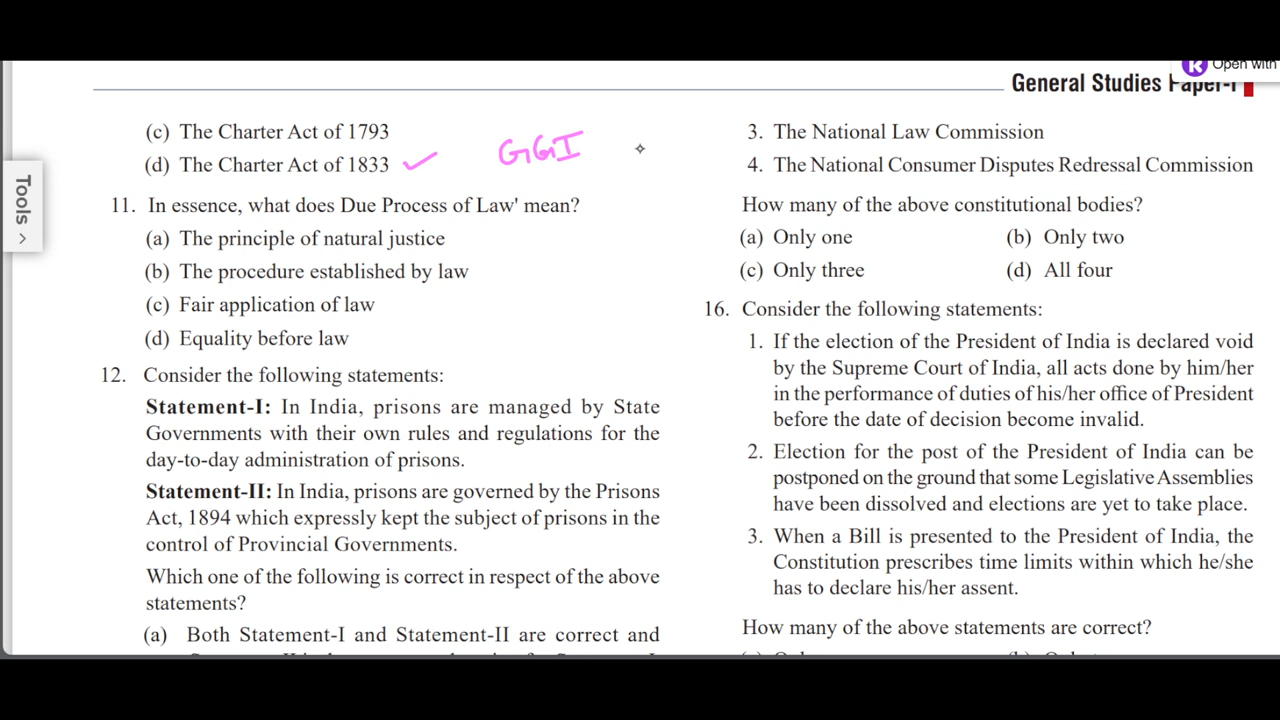 Open with
General Studies Paper-I
(c) The Charter Act of 1793
(d) The Charter Act of 1833
GGI
11. In essence, what does Due Process of Law' mean?
(a) The principle of natural justice
(b) The procedure established by law
(c) Fair application of law
(d) Equality before law
12. Consider the following statements:
Statement-I: In India, prisons are managed by State
Governments with their own rules and regulations for the
day-to-day administration of prisons.
Statement-II: In India, prisons are governed by the Prisons
Act, 1894 which expressly kept the subject of prisons in the
control of Provincial Governments.
Which one of the following is correct in respect of the above
statements?
(a) Both Statement-I and Statement-II are correct and
3. The National Law Commission
4. The National Consumer Disputes Redressal Commission
How many of the above constitutional bodies?
(a) Only one (b) Only two
(c) Only three (d) All four
16. Consider the following statements:
1. If the election of the President of India is declared void
by the Supreme Court of India, all acts done by him/her
in the performance of duties of his/her office of President
before the date of decision become invalid.
2. Election for the post of the President of India can be
postponed on the ground that some Legislative Assemblies
have been dissolved and elections are yet to take place.
3. When a Bill is presented to the President of India, the
Constitution prescribes time limits within which he/she
has to declare his/her assent.
How many of the above statements are correct?
Tools